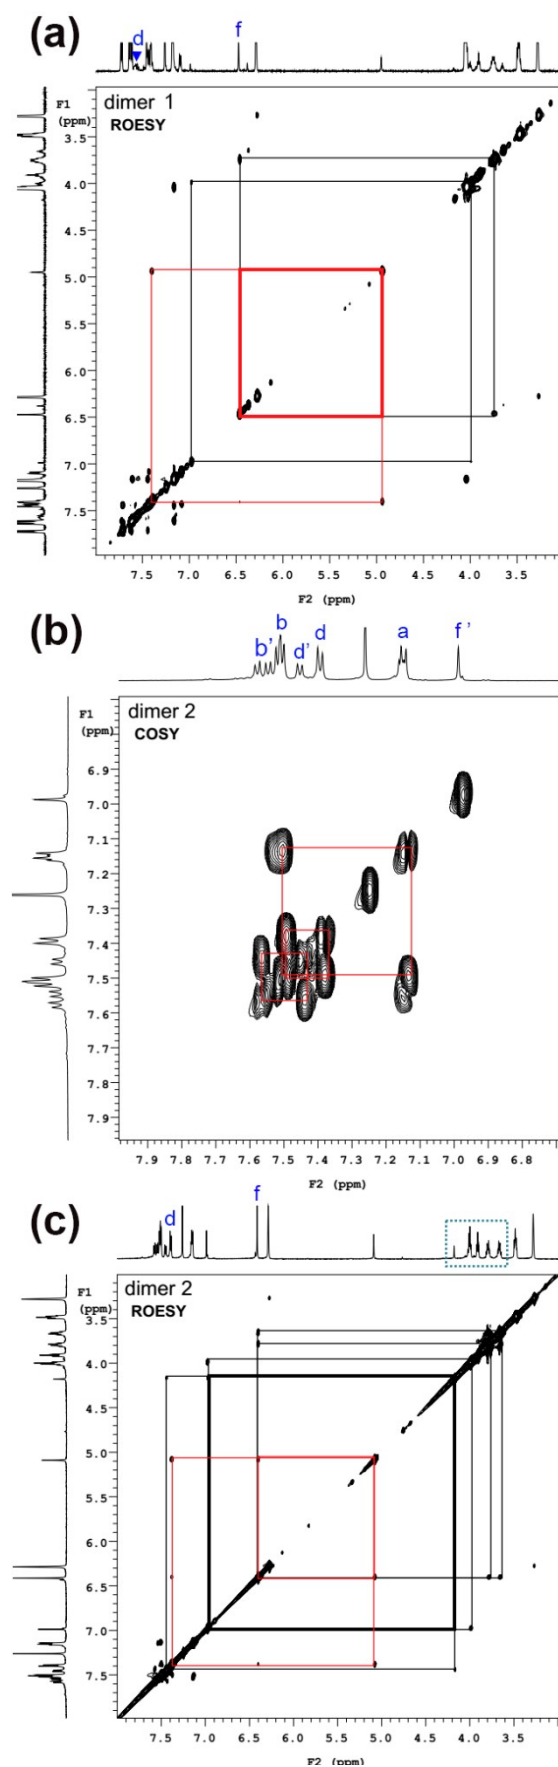 (a)
d f
F1
(ppm)
dimer 1
ROESY
3.5
4.0
4.5
5.0
5.5
6.0
6.5
7.0
7.5
7.5 7.0 6.5 6.0 5.5 5.0 4.5 4.0 3.5
F2 (ppm)
(b)
b' b d' d a f'
F1
(ppm)
dimer 2
COSY
6.9
7.0
7.1
7.2
7.3
7.4
7.5
7.6
7.7
7.8
7.9
7.9 7.8 7.7 7.6 7.5 7.4 7.3 7.2 7.1 7.0 6.9 6.8
F2 (ppm)
(c)
d f
F1
(ppm)
dimer 2
ROESY
3.5
4.0
4.5
5.0
5.5
6.0
6.5
7.0
7.5
7.5 7.0 6.5 6.0 5.5 5.0 4.5 4.0 3.5
F2 (ppm)